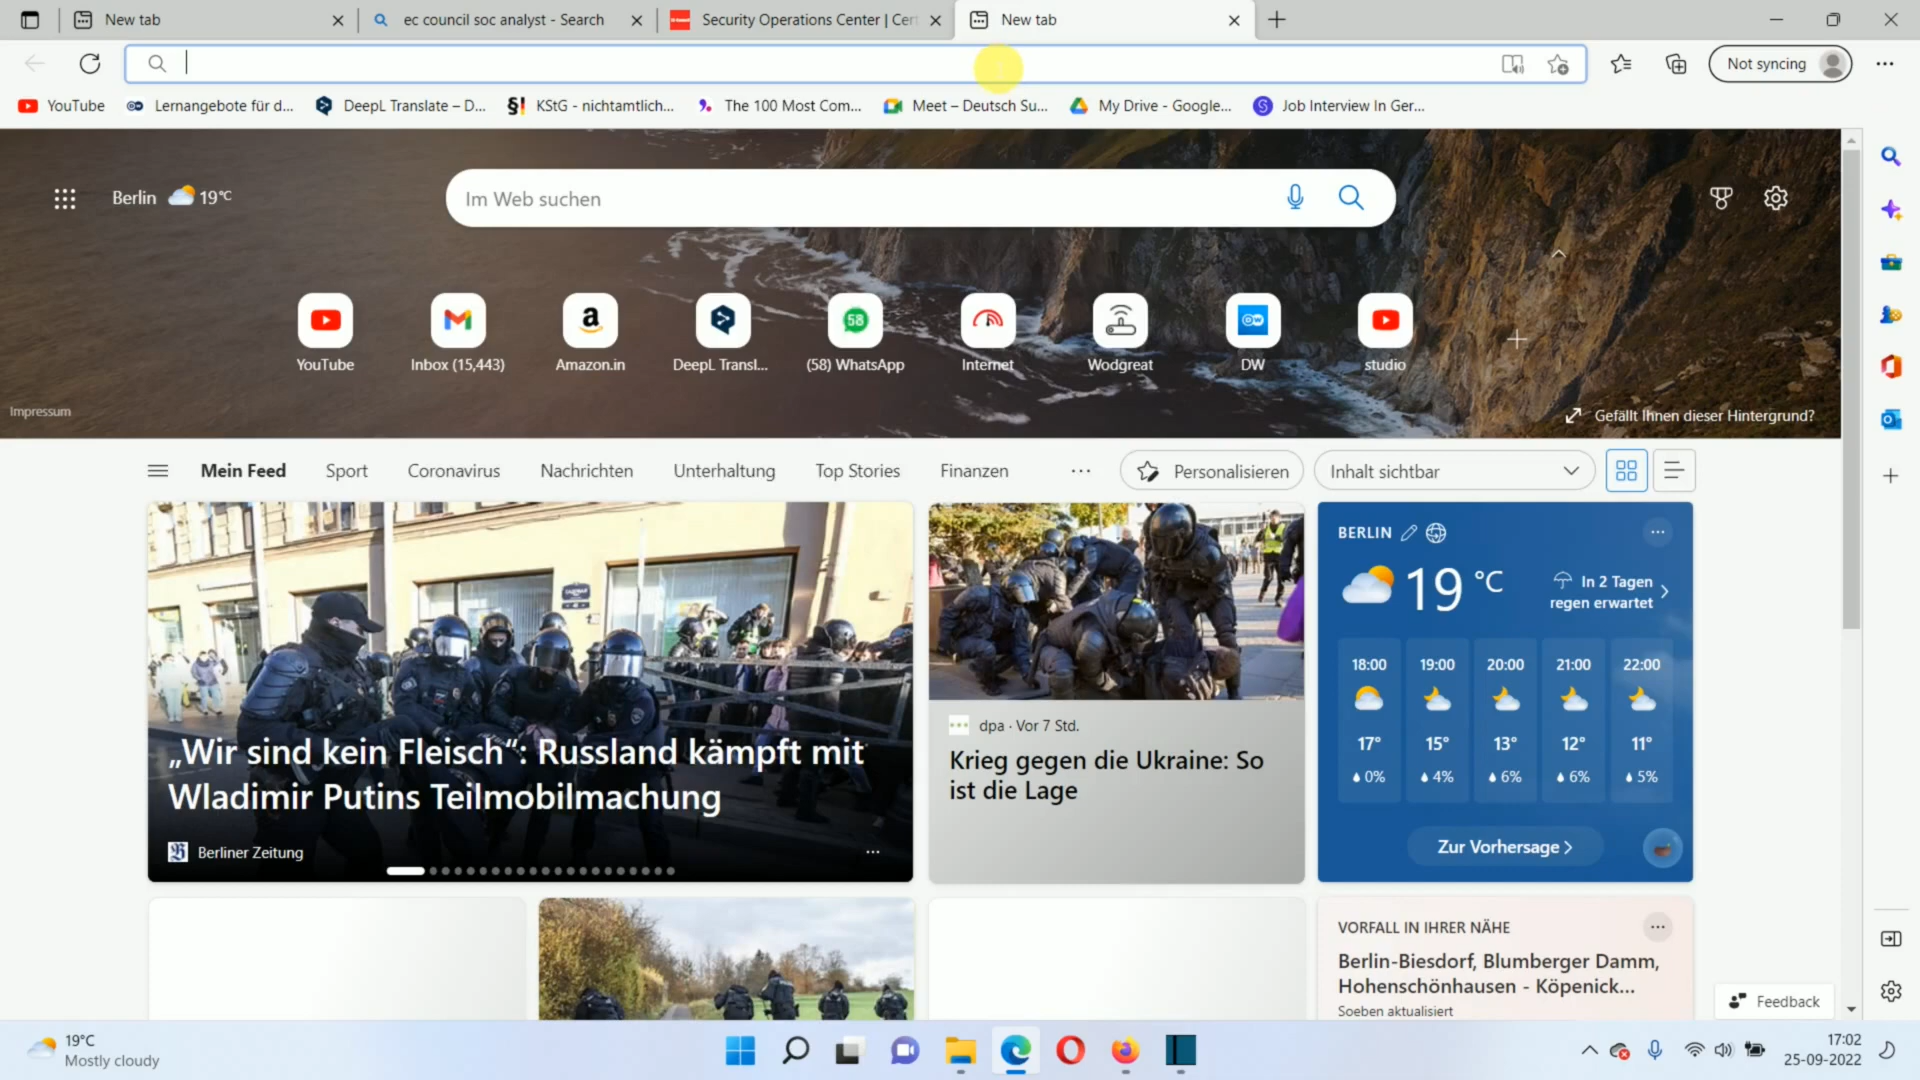 New tab
ec council soc analyst - Search
Security Operations Center | Cert
New tab
Not syncing
YouTube
Lernangebote für d...
DeepL Translate – D...
KStG - nichtamtlich...
The 100 Most Com...
Meet – Deutsch Su...
My Drive - Google...
Job Interview In Ger...
Berlin 19°C
Im Web suchen
YouTube
Inbox (15,443)
Amazon.in
DeepL Transl...
58
(58) WhatsApp
Internet
Wodgreat
DW
studio
Impressum
Gefällt Ihnen dieser Hintergrund?
Mein Feed
Sport
Coronavirus
Nachrichten
Unterhaltung
Top Stories
Finanzen
Personalisieren
Inhalt sichtbar
„Wir sind kein Fleisch“: Russland kämpft mit
Wladimir Putins Teilmobilmachung
Berliner Zeitung
dpa · Vor 7 Std.
Krieg gegen die Ukraine: So
ist die Lage
BERLIN
19 °C
In 2 Tagen
regen erwartet
18:00 19:00 20:00 21:00 22:00
17° 15° 13° 12° 11°
0% 4% 6% 6% 5%
Zur Vorhersage
VORFALL IN IHRER NÄHE
Berlin-Biesdorf, Blumberger Damm,
Hohenschönhausen - Köpenick...
Soeben aktualisiert
Feedback
19°C
Mostly cloudy
17:02
25-09-2022